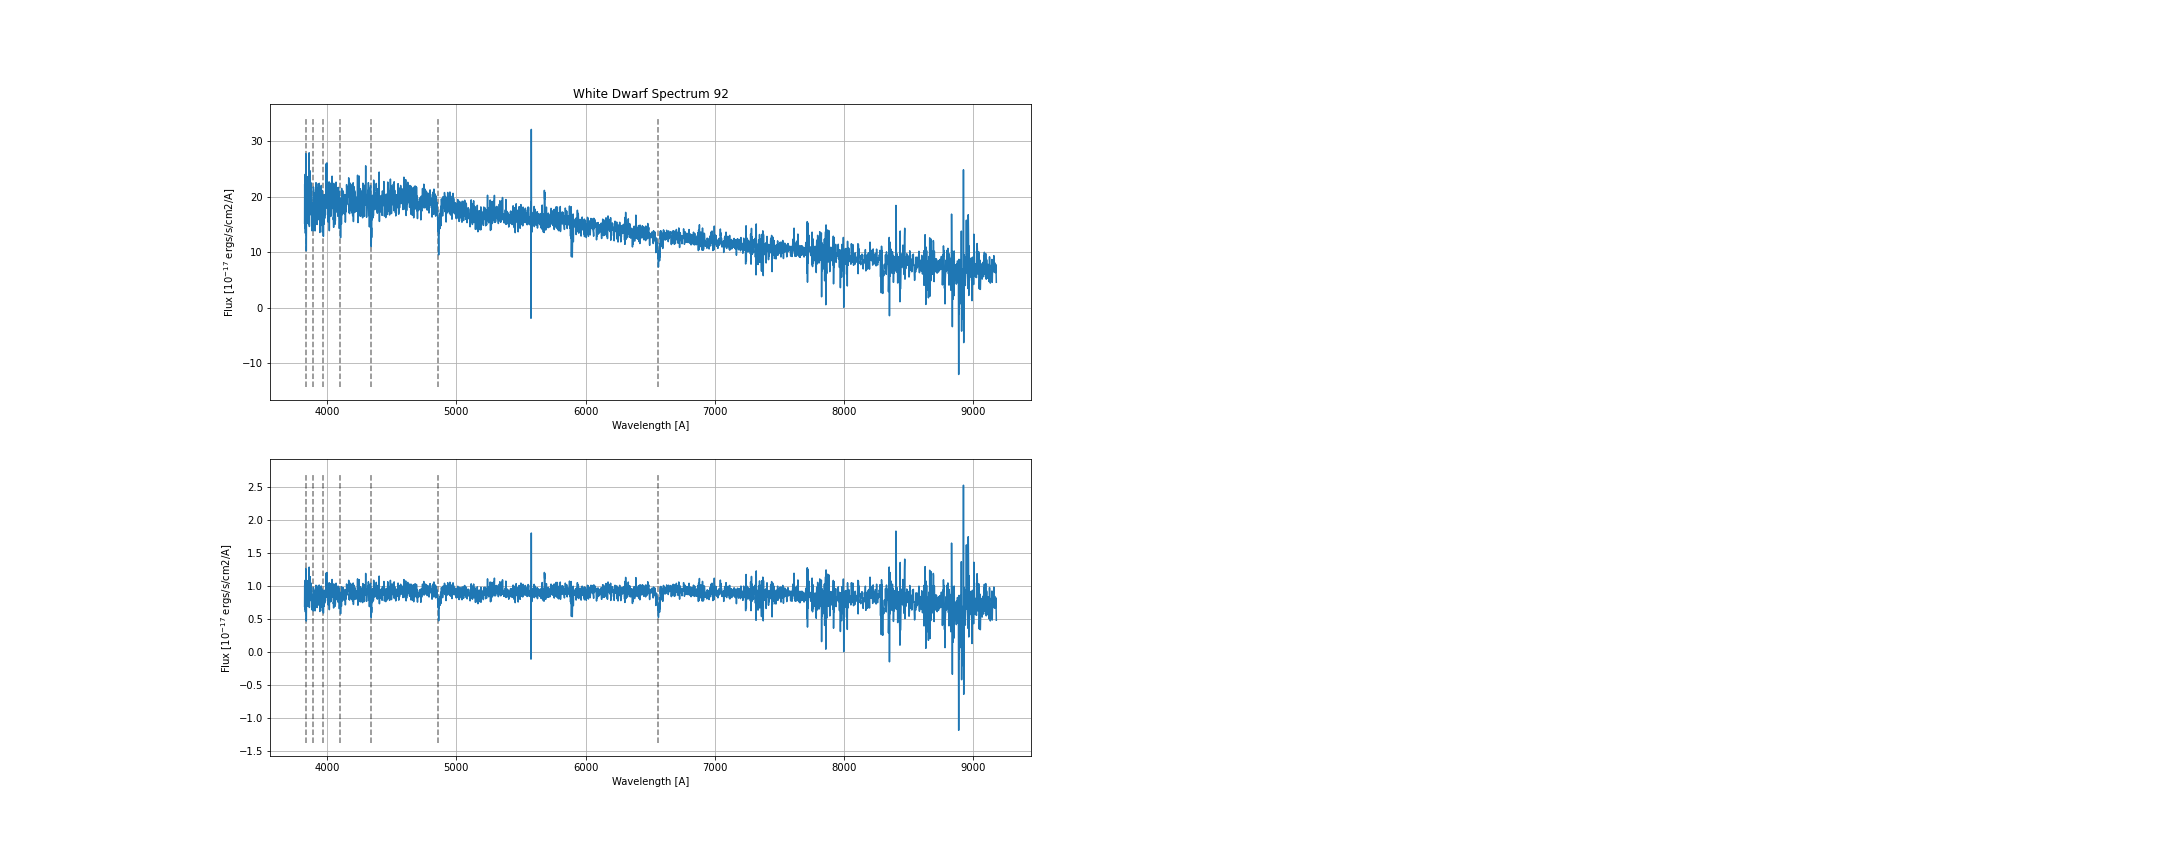 White Dwarf Spectrum 92
30
20
10
0
−10
Flux [10⁻¹⁷ ergs/s/cm2/A]
4000 5000 6000 7000 8000 9000
Wavelength [A]
2.5
2.0
1.5
1.0
0.5
0.0
−0.5
−1.0
−1.5
Flux [10⁻¹⁷ ergs/s/cm2/A]
4000 5000 6000 7000 8000 9000
Wavelength [A]